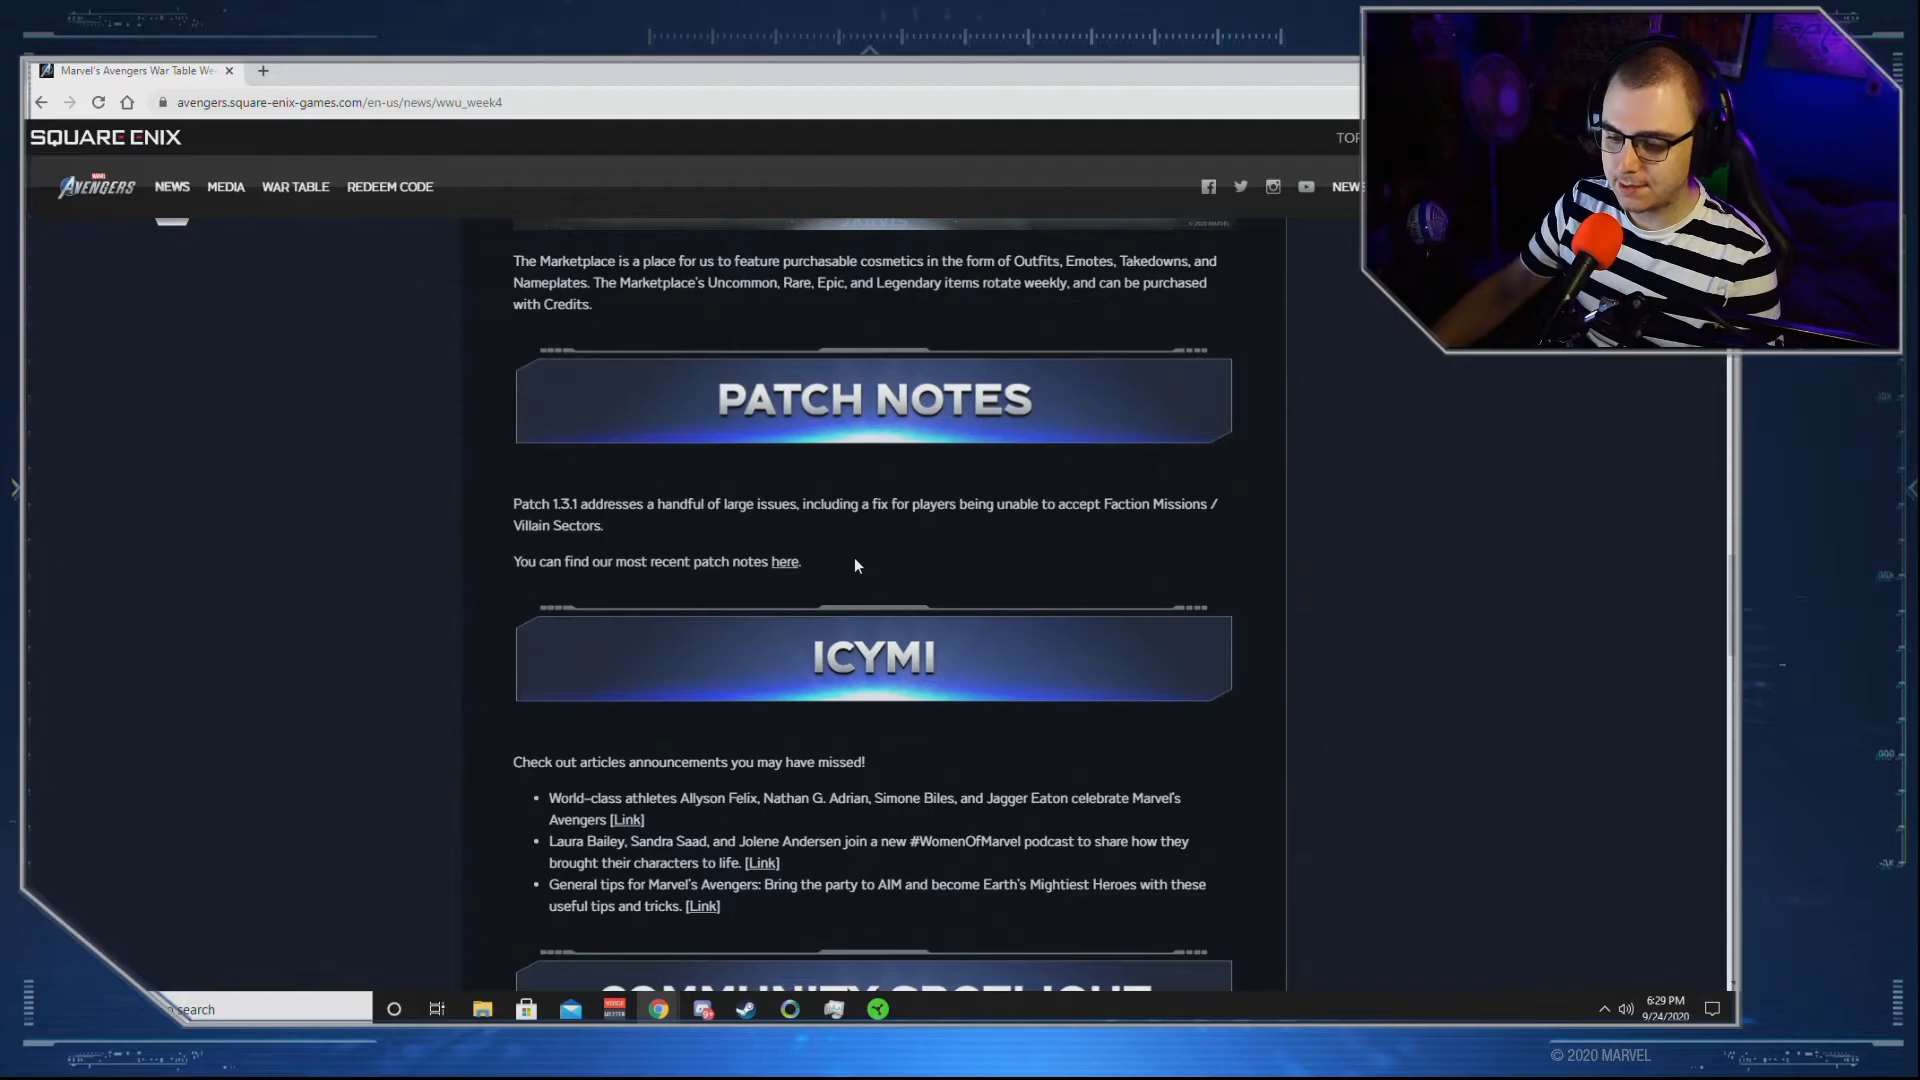 Marvel's Avengers War Table We
avengers.square-enix-games.com/en-us/news/wwu_week4
SQUARE ENIX
TOP
MARVEL
AVENGERS
NEWS
MEDIA
WAR TABLE
REDEEM CODE
NEWS
JARVIS
© 2020 MARVEL
The Marketplace is a place for us to feature purchasable cosmetics in the form of Outfits, Emotes, Takedowns, and
Nameplates. The Marketplace's Uncommon, Rare, Epic, and Legendary items rotate weekly, and can be purchased
with Credits.
PATCH NOTES
Patch 1.3.1 addresses a handful of large issues, including a fix for players being unable to accept Faction Missions /
Villain Sectors.
You can find our most recent patch notes here.
ICYMI
Check out articles announcements you may have missed!
• World-class athletes Allyson Felix, Nathan G. Adrian, Simone Biles, and Jagger Eaton celebrate Marvel's
Avengers [Link]
• Laura Bailey, Sandra Saad, and Jolene Andersen join a new #WomenOfMarvel podcast to share how they
brought their characters to life. [Link]
• General tips for Marvel's Avengers: Bring the party to AIM and become Earth's Mightiest Heroes with these
useful tips and tricks. [Link]
COMMUNITY SPOTLIGHT
search
9+
6:29 PM
9/24/2020
© 2020 MARVEL